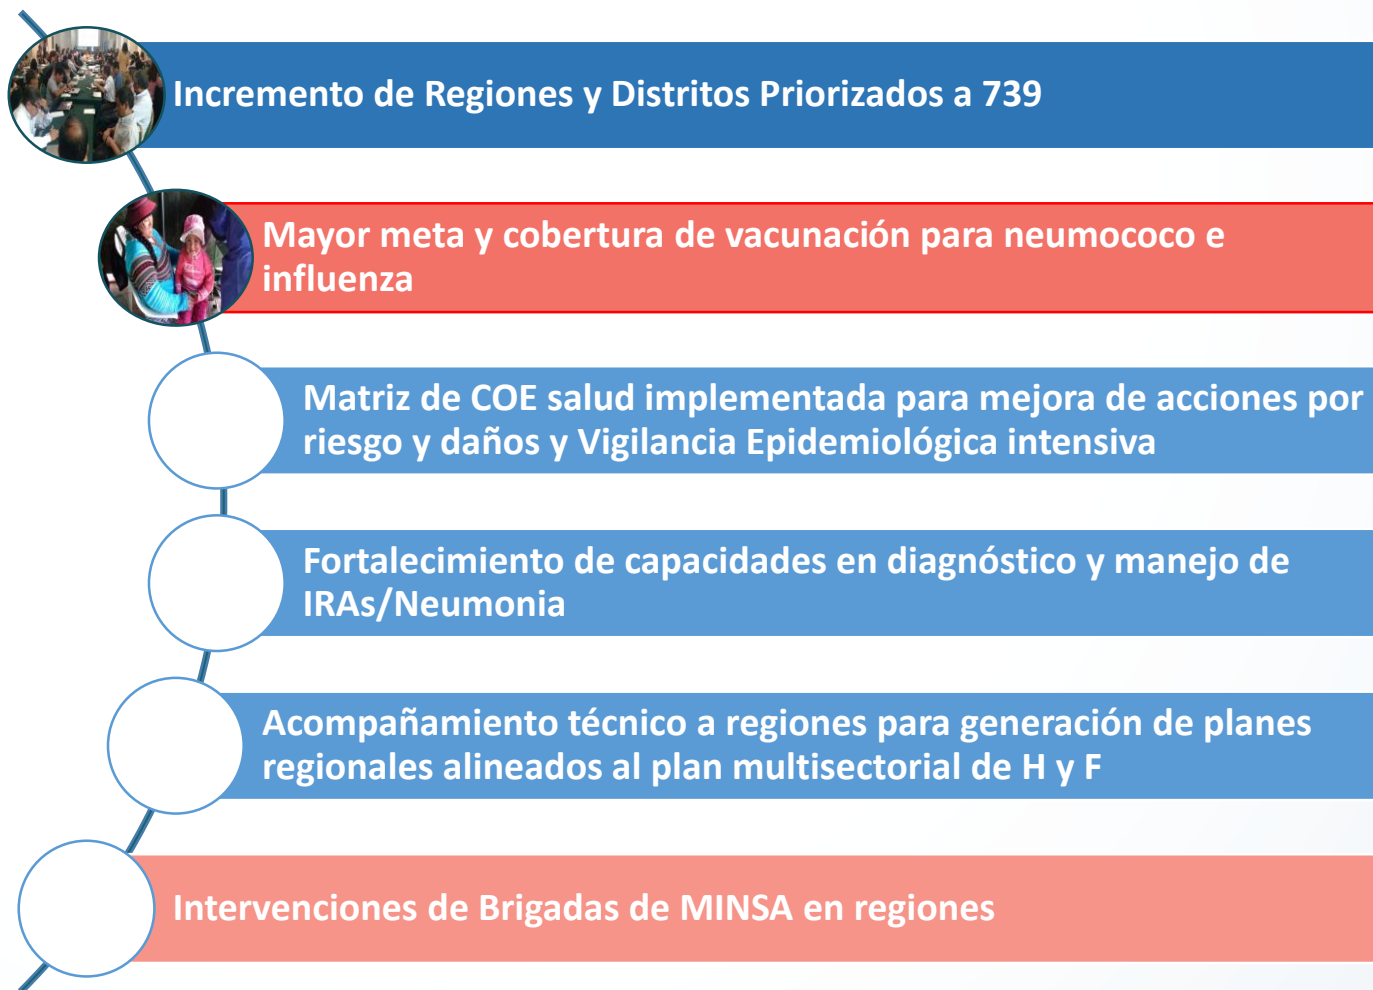 Incremento de Regiones y Distritos Priorizados a 739
Mayor meta y cobertura de vacunación para neumococo e
influenza
Matriz de COE salud implementada para mejora de acciones por
riesgo y daños y Vigilancia Epidemiológica intensiva
Fortalecimiento de capacidades en diagnóstico y manejo de
IRAs/Neumonia
Acompañamiento técnico a regiones para generación de planes
regionales alineados al plan multisectorial de H y F
Intervenciones de Brigadas de MINSA en regiones